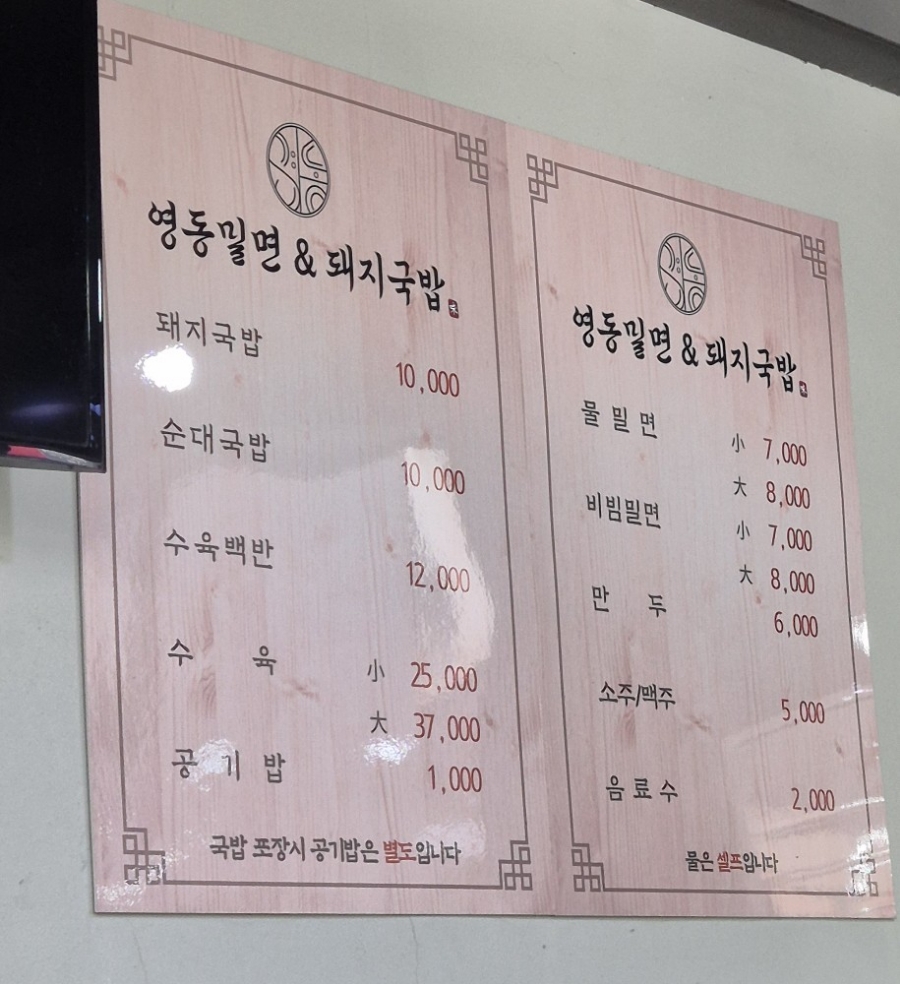 영동밀면 & 돼지국밥
돼지국밥 10,000
순대국밥 10,000
수육백반 12,000
수 육 小 25,000
大 37,000
공 기 밥 1,000
국밥 포장시 공기밥은 별도입니다
영동밀면 & 돼지국밥
물 밀 면 小 7,000
大 8,000
비빔밀면 小 7,000
大 8,000
만 두 6,000
소주/맥주 5,000
음 료 수 2,000
물은 셀프입니다